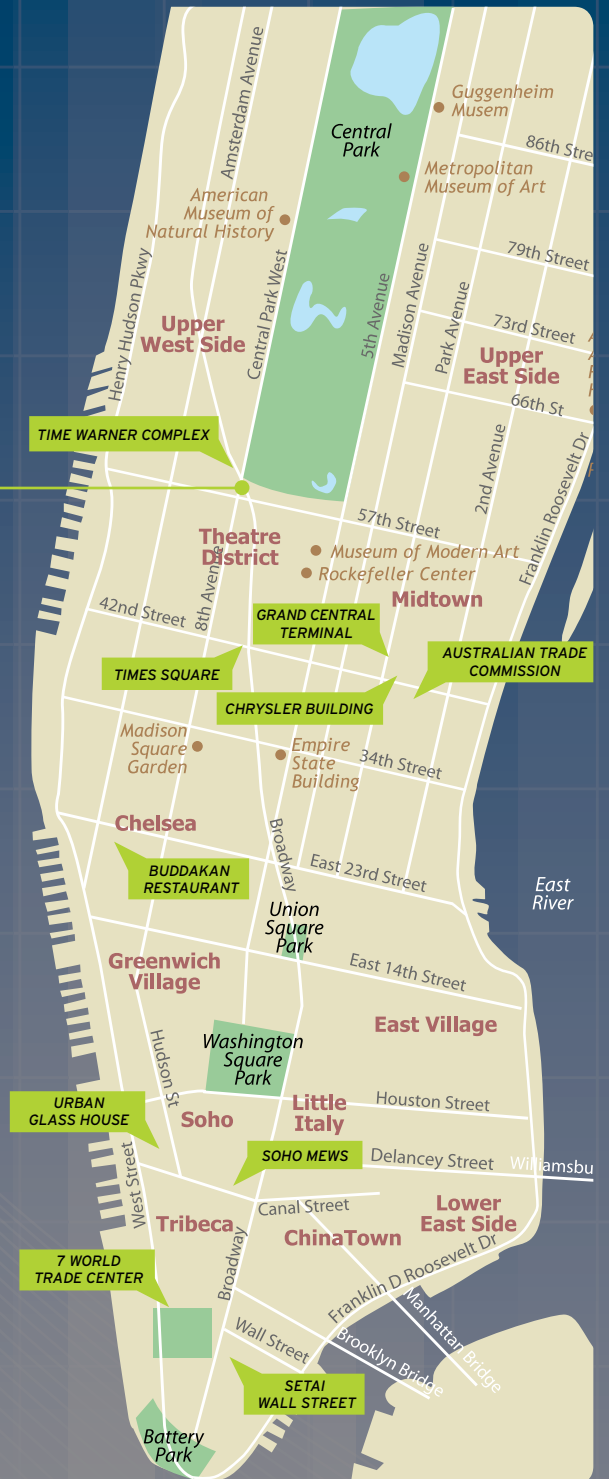 Amsterdam Avenue
Guggenheim
Musem
Central
Park
86th Stre
Metropolitan
Museum of Art
American
Museum of
Natural History
Henry Hudson Pkwy
Central Park West
5th Avenue
Madison Avenue
Park Avenue
79th Street
73rd Street
Upper
West Side
Upper
East Side
66th St
TIME WARNER COMPLEX
2nd Avenue
Franklin Roosevelt Dr
57th Street
Theatre
District
Museum of Modern Art
Rockefeller Center
8th Avenue
Midtown
42nd Street
GRAND CENTRAL
TERMINAL
AUSTRALIAN TRADE
COMMISSION
TIMES SQUARE
CHRYSLER BUILDING
Madison
Square
Garden
Empire
State
Building
34th Street
Chelsea
Broadway
BUDDAKAN
RESTAURANT
East 23rd Street
East
River
Union
Square
Park
Greenwich
Village
East 14th Street
East Village
Hudson St
Washington
Square
Park
URBAN
GLASS HOUSE
Soho
Little
Italy
Houston Street
West Street
SOHO MEWS
Delancey Street
Williamsbu
Canal Street
Tribeca
ChinaTown
Lower
East Side
7 WORLD
TRADE CENTER
Broadway
Franklin D Roosevelt Dr
Manhattan Bridge
Wall Street
Brooklyn Bridge
SETAI
WALL STREET
Battery
Park